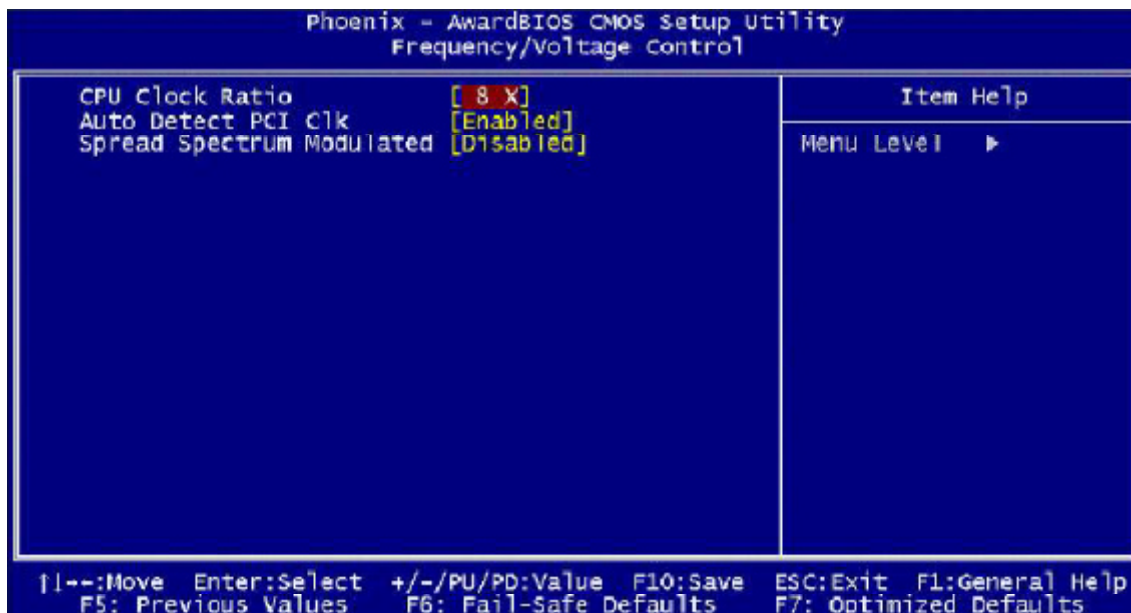 Phoenix - AwardBIOS CMOS Setup Utility
Frequency/Voltage Control
CPU Clock Ratio [ 8 X]
Auto Detect PCI Clk [Enabled]
Spread Spectrum Modulated [Disabled]
Item Help
Menu Level ▶
↑↓→←:Move Enter:Select +/-/PU/PD:Value F10:Save ESC:Exit F1:General Help
F5: Previous Values F6: Fail-Safe Defaults F7: Optimized Defaults